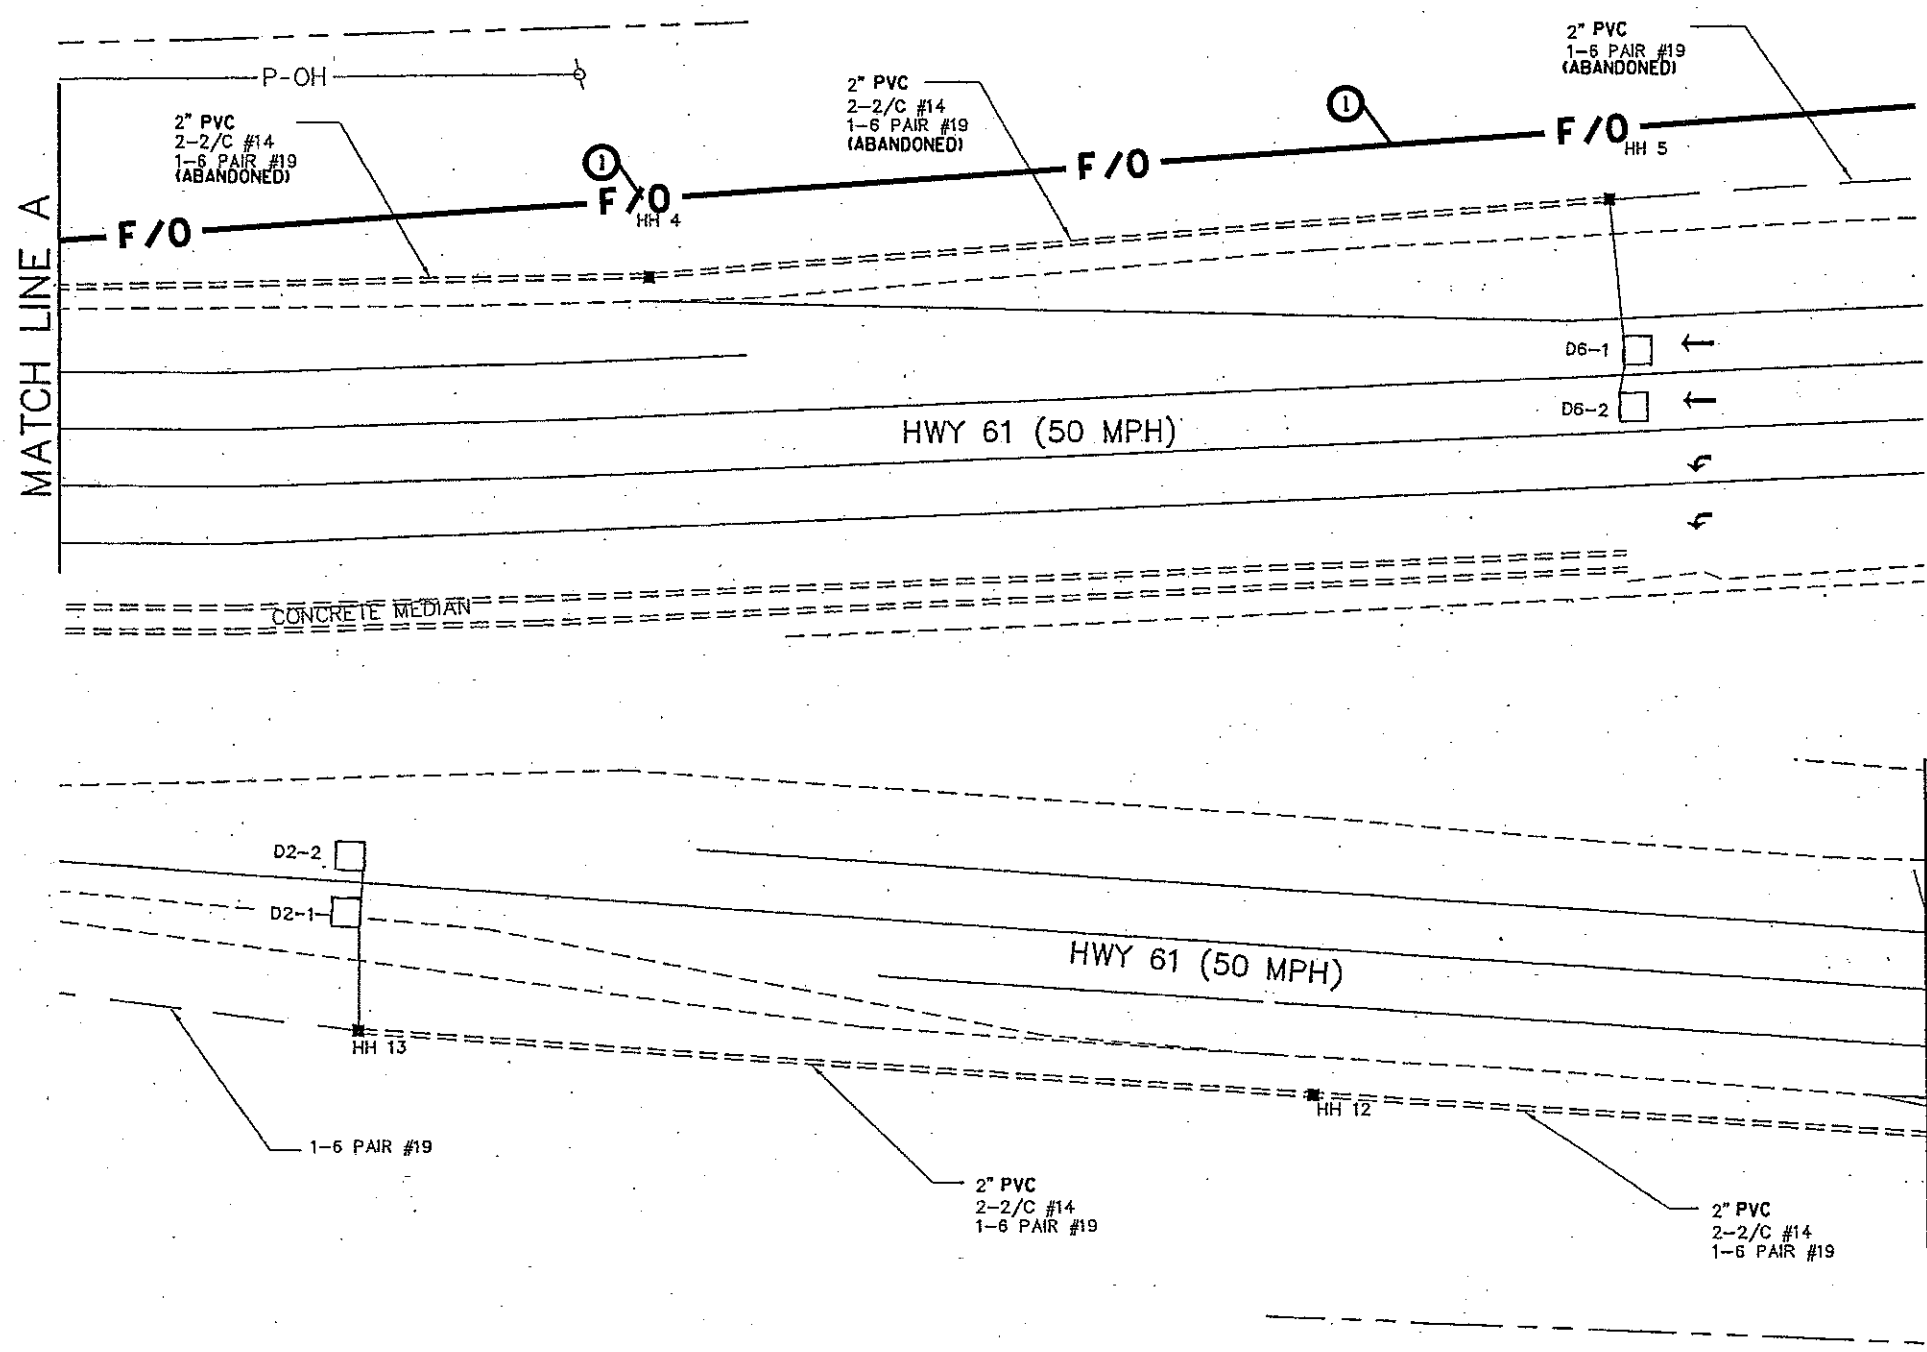 P-OH
2" PVC
2-2/C #14
1-6 PAIR #19
(ABANDONED)
2" PVC
2-2/C #14
1-6 PAIR #19
(ABANDONED)
2" PVC
1-6 PAIR #19
(ABANDONED)
1
1
F/O
F/O
F/O
F/O
HH 4
HH 5
MATCH LINE A
D6-1
D6-2
HWY 61 (50 MPH)
CONCRETE MEDIAN
D2-2
D2-1
HWY 61 (50 MPH)
HH 13
HH 12
1-6 PAIR #19
2" PVC
2-2/C #14
1-6 PAIR #19
2" PVC
2-2/C #14
1-6 PAIR #19